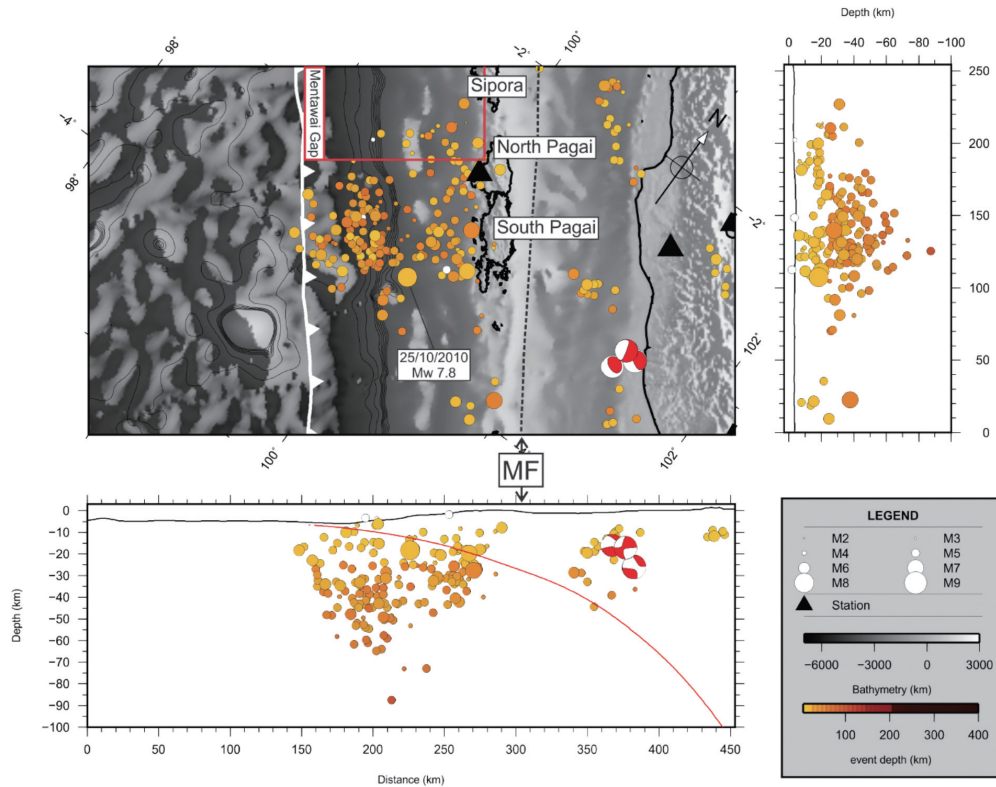 98°
-2°
100°
Depth (km)
0 -20 -40 -60 -80 -100
-4°
98°
Mentawai Gap
Sipora
North Pagai
South Pagai
N
-2°
25/10/2010
Mw 7.8
102°
100°
102°
250
200
150
100
50
0
MF
Depth (km)
0
-10
-20
-30
-40
-50
-60
-70
-80
-90
-100
0 50 100 150 200 250 300 350 400 450
Distance (km)
LEGEND
M2 M3
M4 M5
M6 M7
M8 M9
Station
-6000 -3000 0 3000
Bathymetry (km)
100 200 300 400
event depth (km)